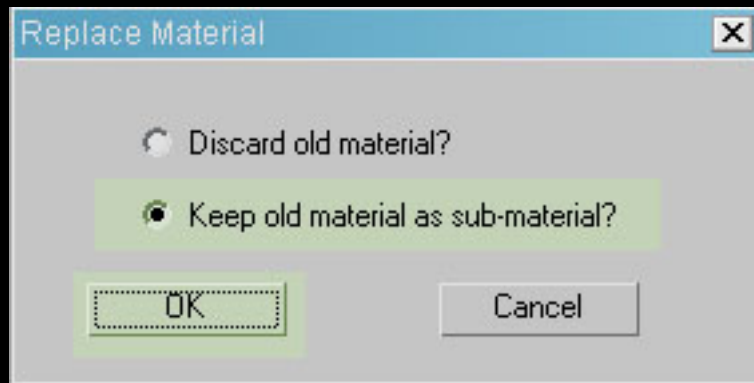 Replace Material
Discard old material?
Keep old material as sub-material?
OK
Cancel